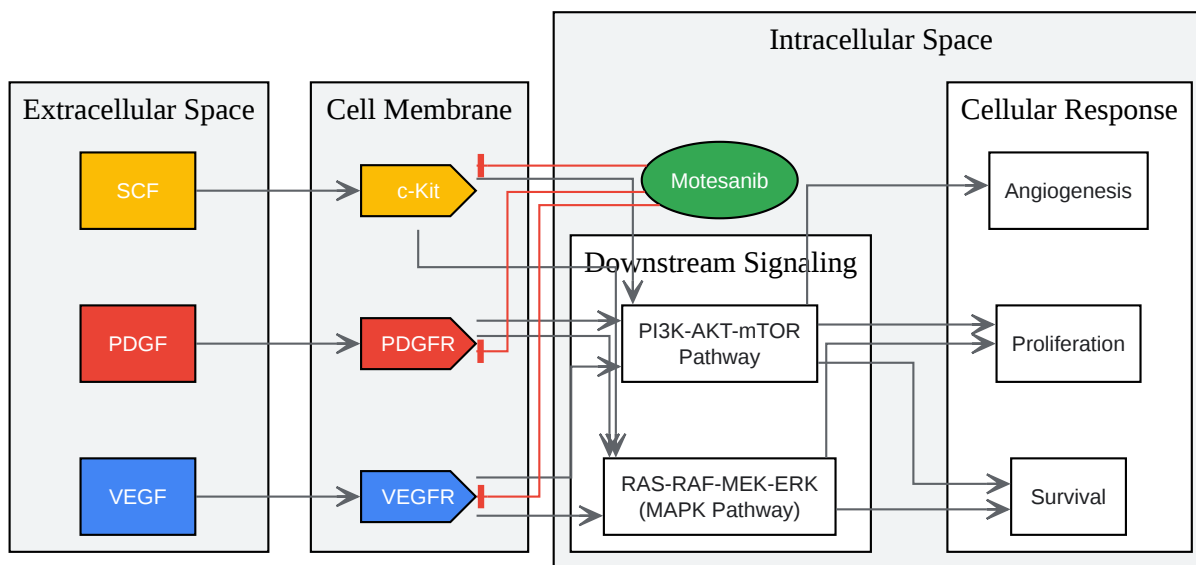 Intracellular Space
Extracellular Space
Cell Membrane
Cellular Response
SCF
c-Kit
Motesanib
Angiogenesis
Downstream Signaling
PDGF
PDGFR
PI3K-AKT-mTOR
Pathway
Proliferation
VEGF
VEGFR
RAS-RAF-MEK-ERK
(MAPK Pathway)
Survival